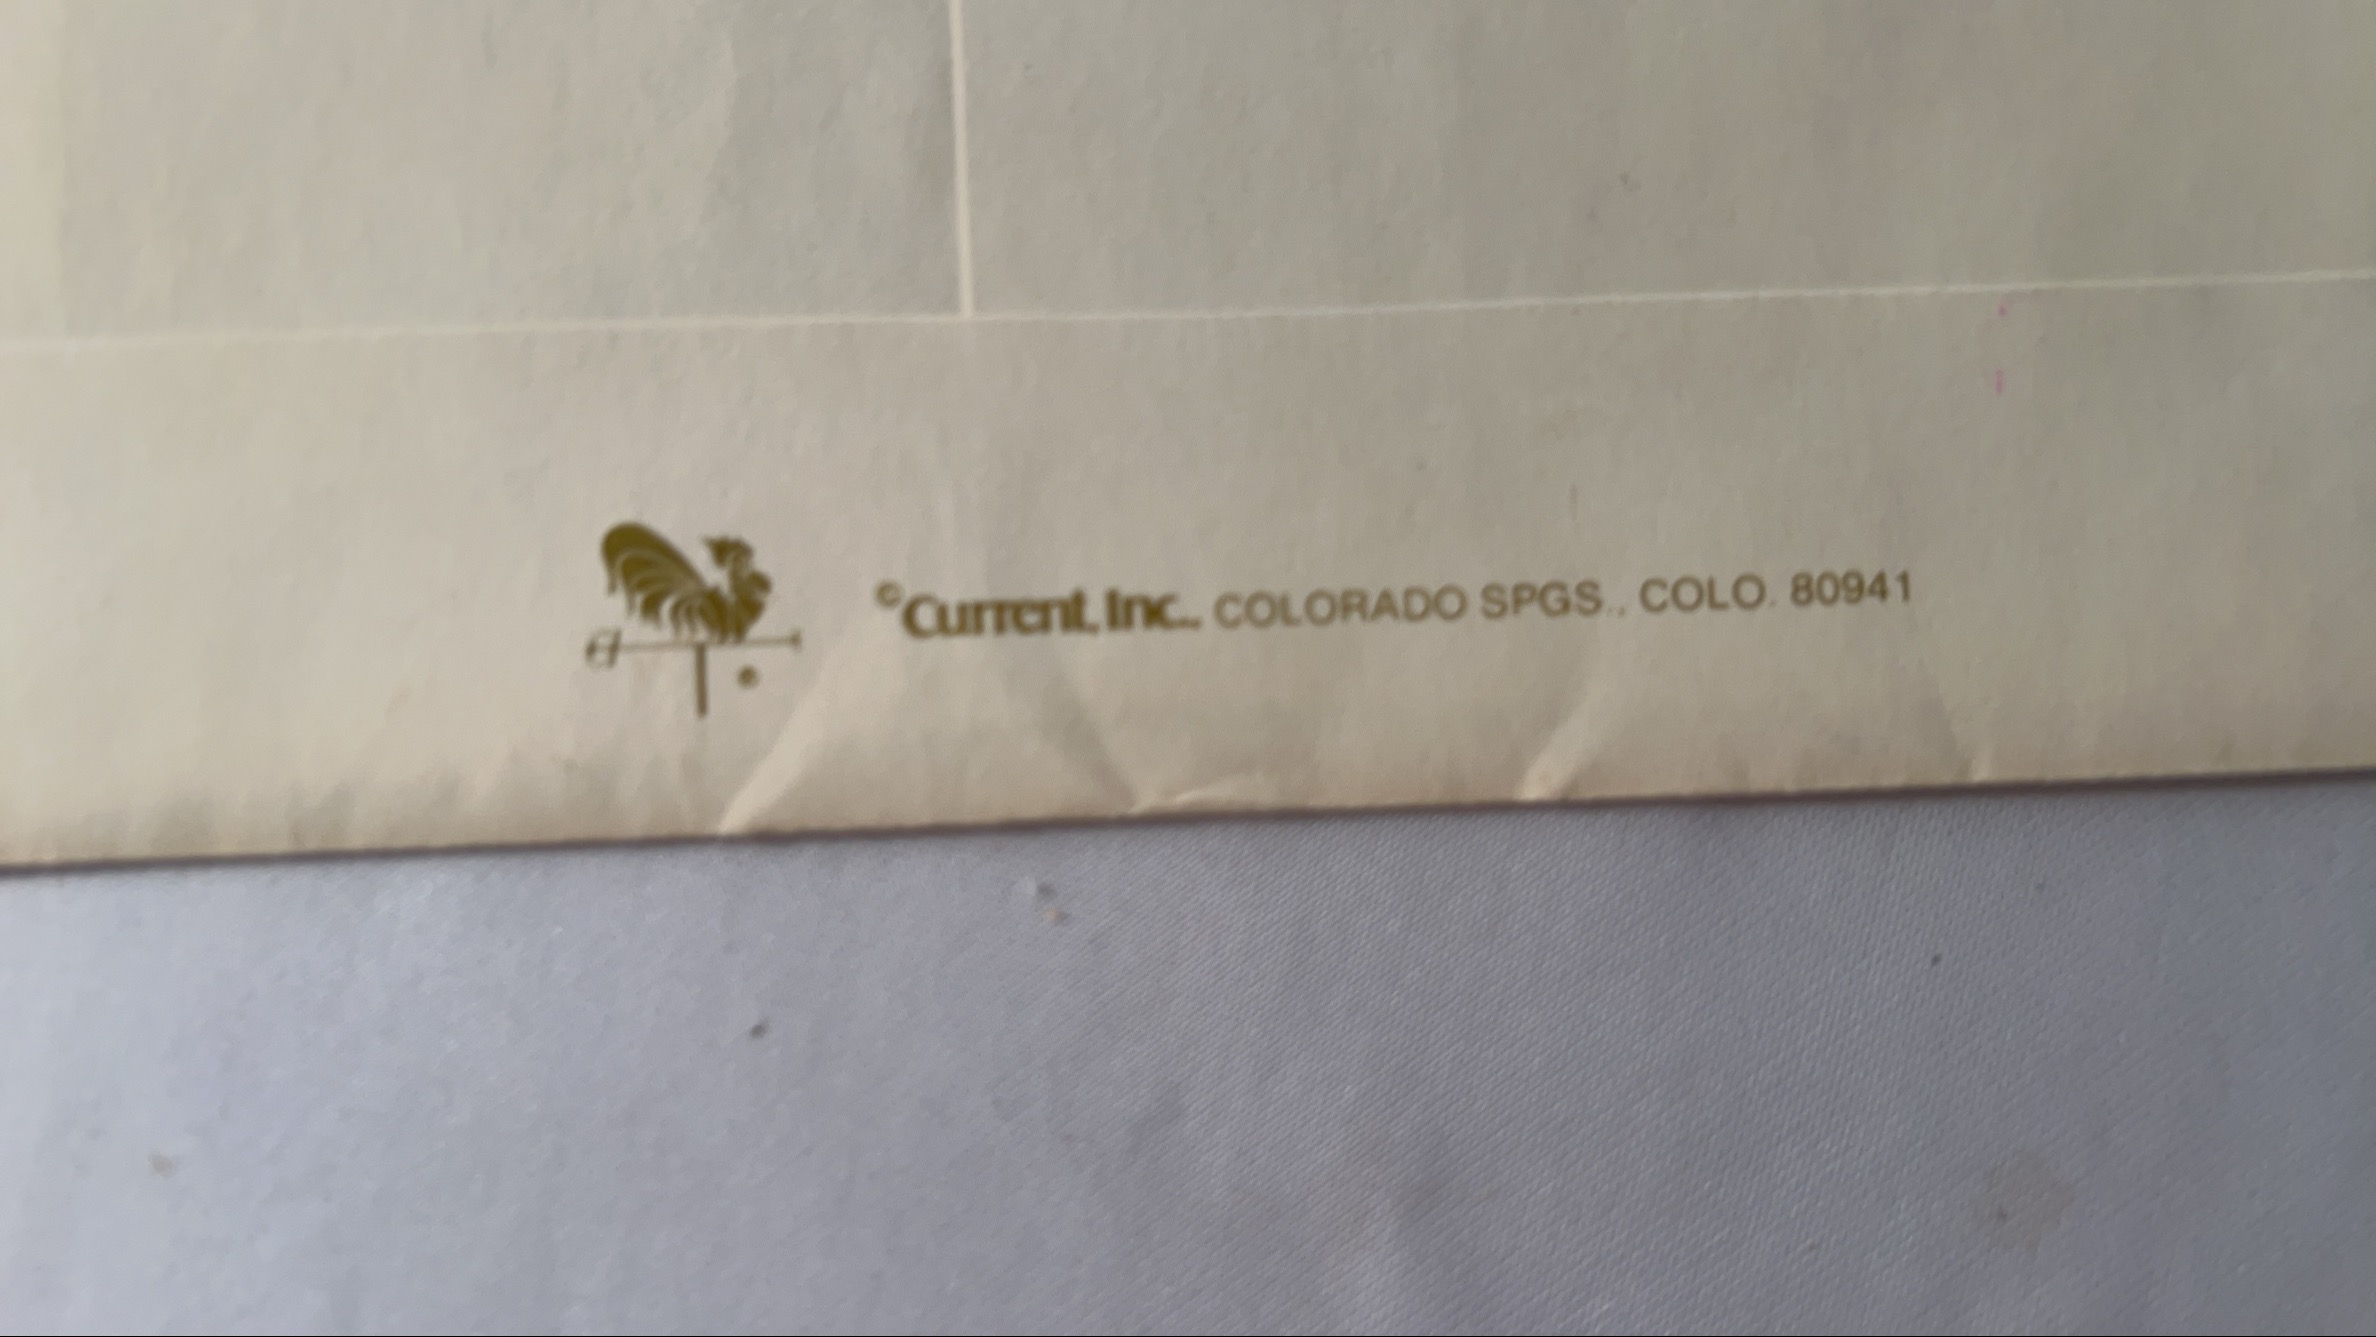 ©Current, Inc., COLORADO SPGS., COLO. 80941